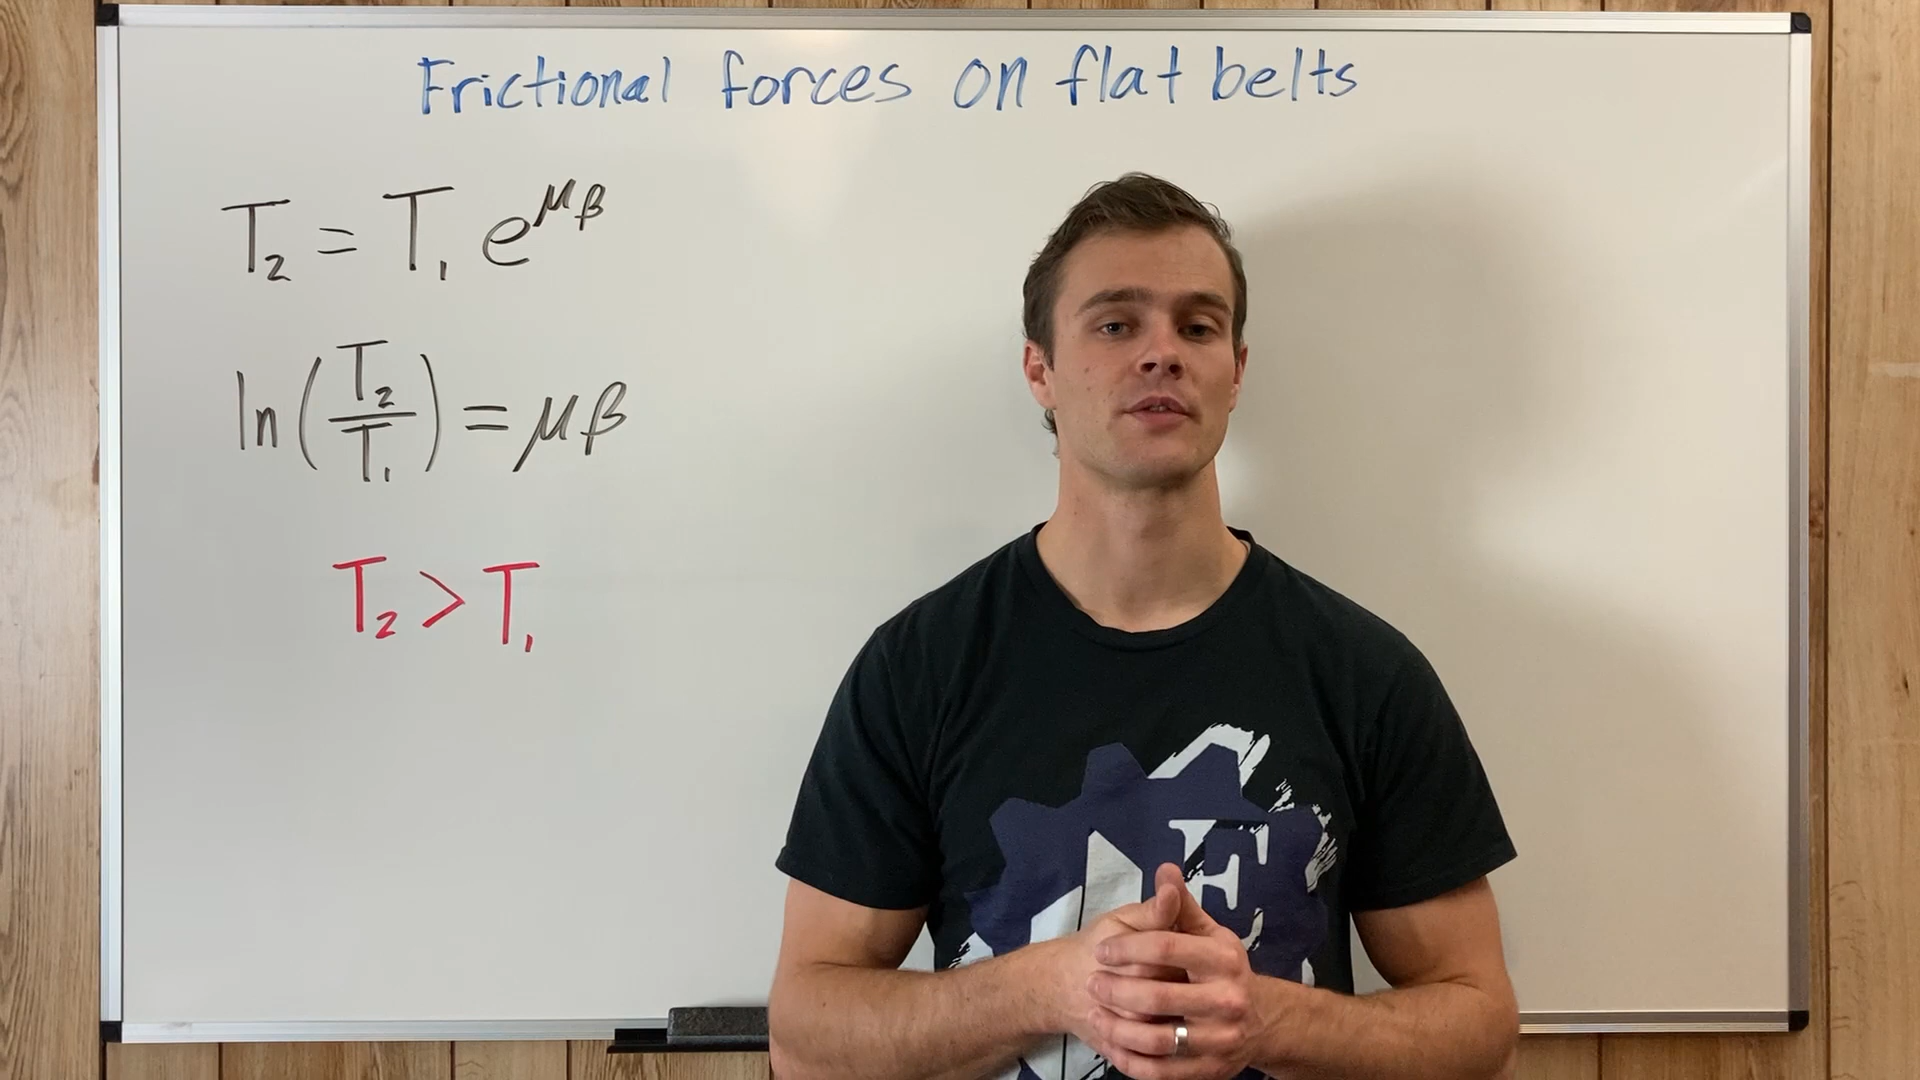 Frictional forces on flat belts
T₂ = T₁ e^μβ
ln(T₂/T₁) = μβ
T₂ > T₁
E